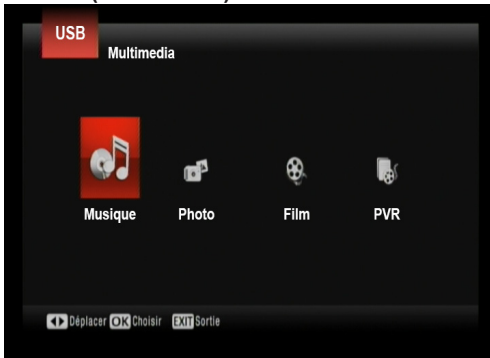 USB
Multimedia
Musique Photo Film PVR
Déplacer OK Choisir EXIT Sortie